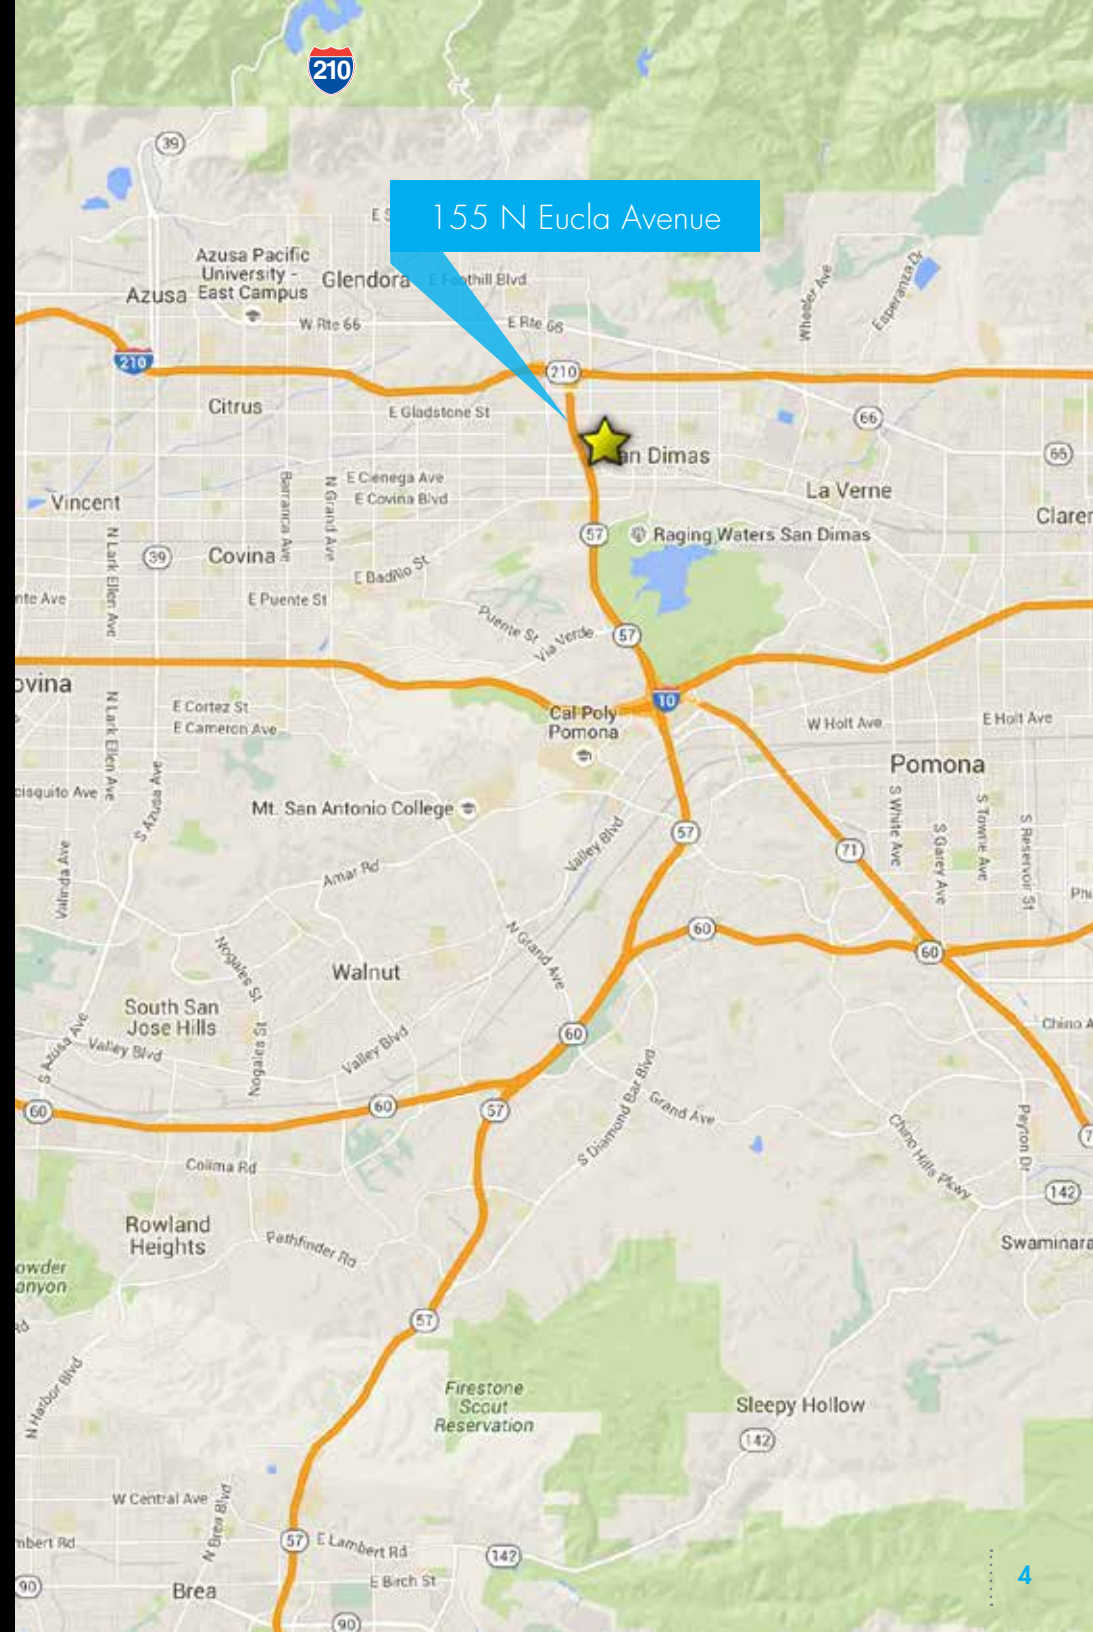 210
39
155 N Eucla Avenue
E S
Azusa Pacific
University -
East Campus
Azusa
Glendora
E Foothill Blvd
W Rte 66
E Rte 66
Wheeler Ave
Esperanza Dr
210
210
Citrus
E Gladstone St
66
San Dimas
66
E Cienega Ave
E Covina Blvd
Barranca Ave
N Grand Ave
La Verne
Vincent
Clarer
N Lark Ellen Ave
39
Covina
57
Raging Waters San Dimas
E Badillo St
nte Ave
E Puente St
Puente St
Via Verde
57
ovina
N Lark Ellen Ave
E Cortez St
E Cameron Ave
10
Cal Poly
Pomona
W Holt Ave
E Holt Ave
Pomona
cisquito Ave
S Azusa Ave
Mt. San Antonio College
Valley Blvd
57
71
S White Ave
S Garey Ave
S Towne Ave
S Reservoir St
Valinda Ave
Amar Rd
Phi
N Grand Ave
60
60
Nogales St
Walnut
South San
Jose Hills
S Azusa Ave
Valley Blvd
Nogales St
Valley Blvd
60
Chino A
60
60
57
S Diamond Bar Blvd
Grand Ave
Chino Hills Pkwy
Peyton Dr
7
Colima Rd
142
Rowland
Heights
Pathfinder Rd
Swaminara
owder
anyon
Rd
57
N Harbor Blvd
Firestone
Scout
Reservation
Sleepy Hollow
142
W Central Ave
N Brea Blvd
mbert Rd
57
E Lambert Rd
142
90
Brea
E Birch St
90
4